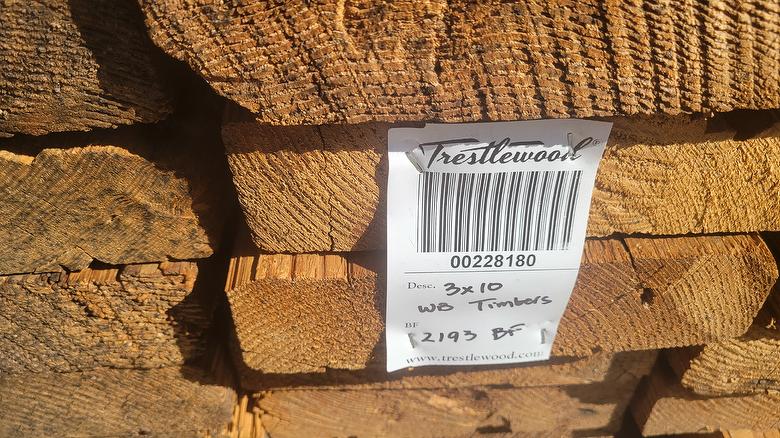 Trestlewood®
00228180
Desc. 3x10
WB Timbers
BF
2193 BF
www.trestlewood.com